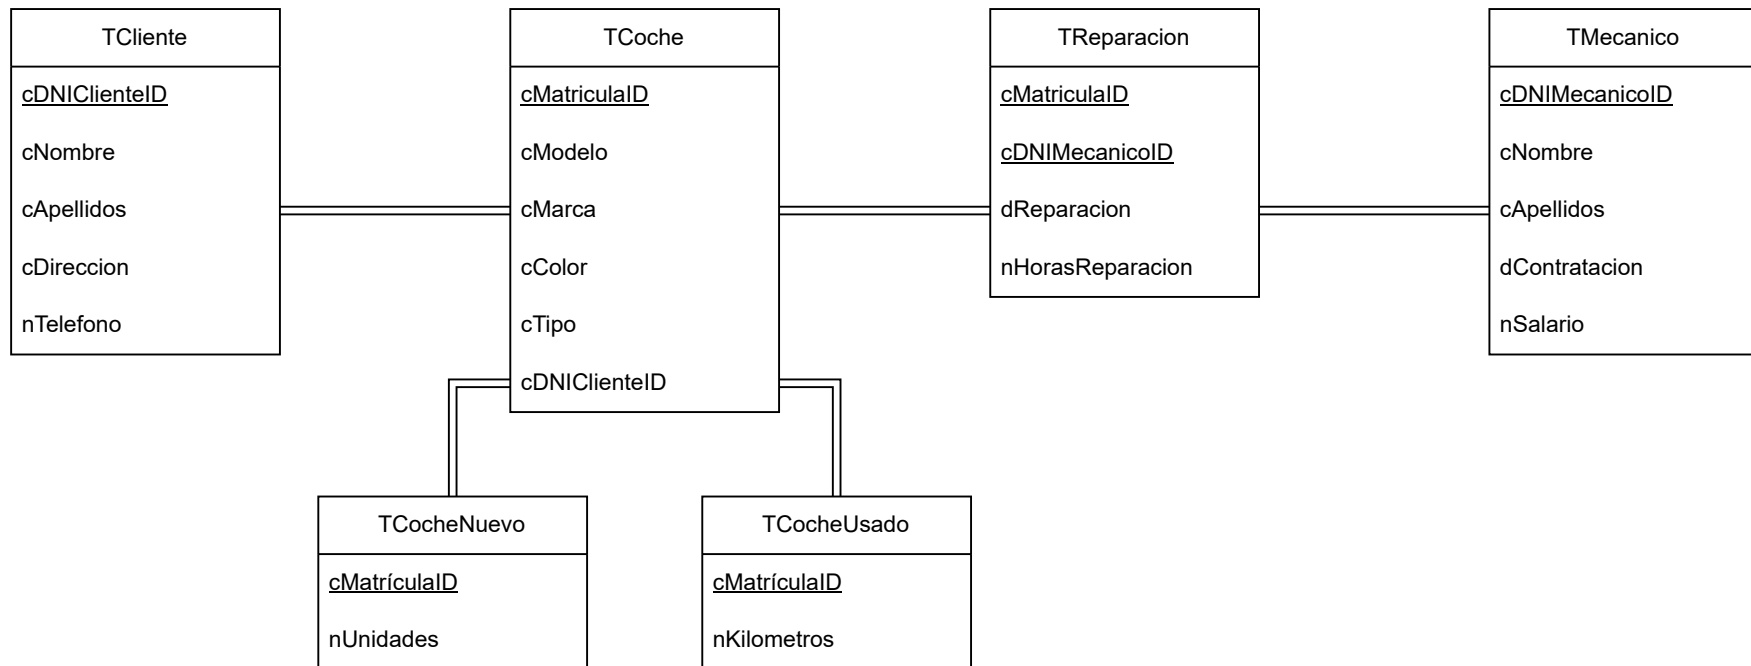 TCliente
cDNIClienteID
cNombre
cApellidos
cDireccion
nTelefono
TCoche
cMatriculaID
cModelo
cMarca
cColor
cTipo
cDNIClienteID
TReparacion
cMatriculaID
cDNIMecanicoID
dReparacion
nHorasReparacion
TMecanico
cDNIMecanicoID
cNombre
cApellidos
dContratacion
nSalario
TCocheNuevo
cMatrículaID
nUnidades
TCocheUsado
cMatrículaID
nKilometros